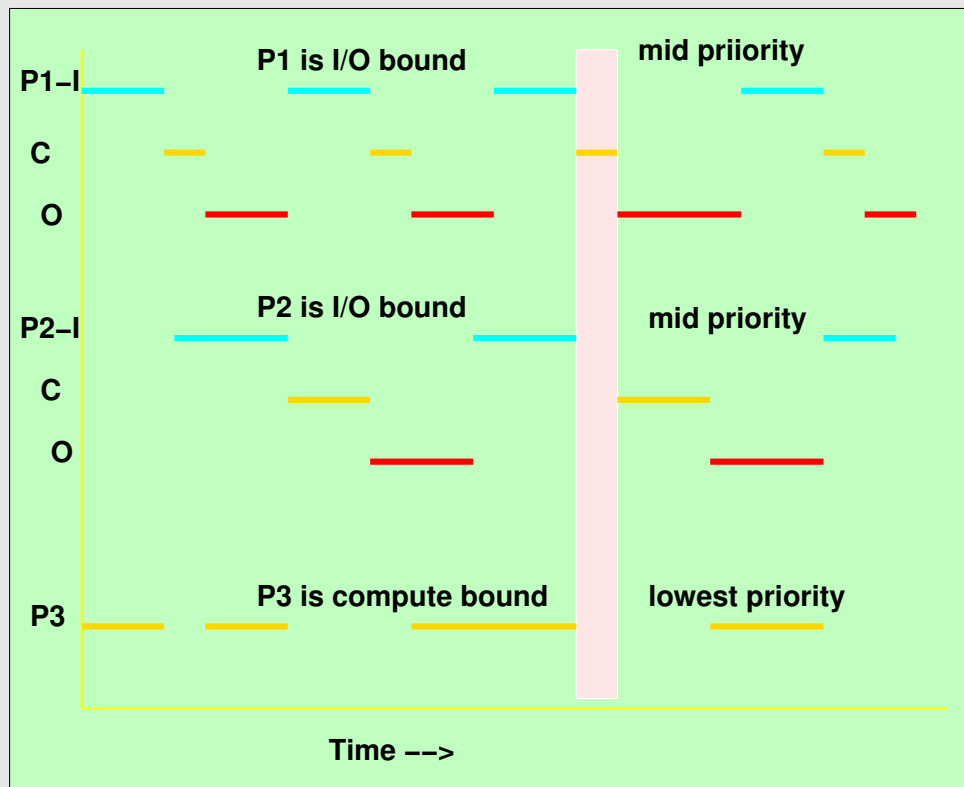 P1 is I/O bound
mid priiority
P1–I
C
O
P2 is I/O bound
mid priority
P2–I
C
O
P3 is compute bound
lowest priority
P3
Time ––>